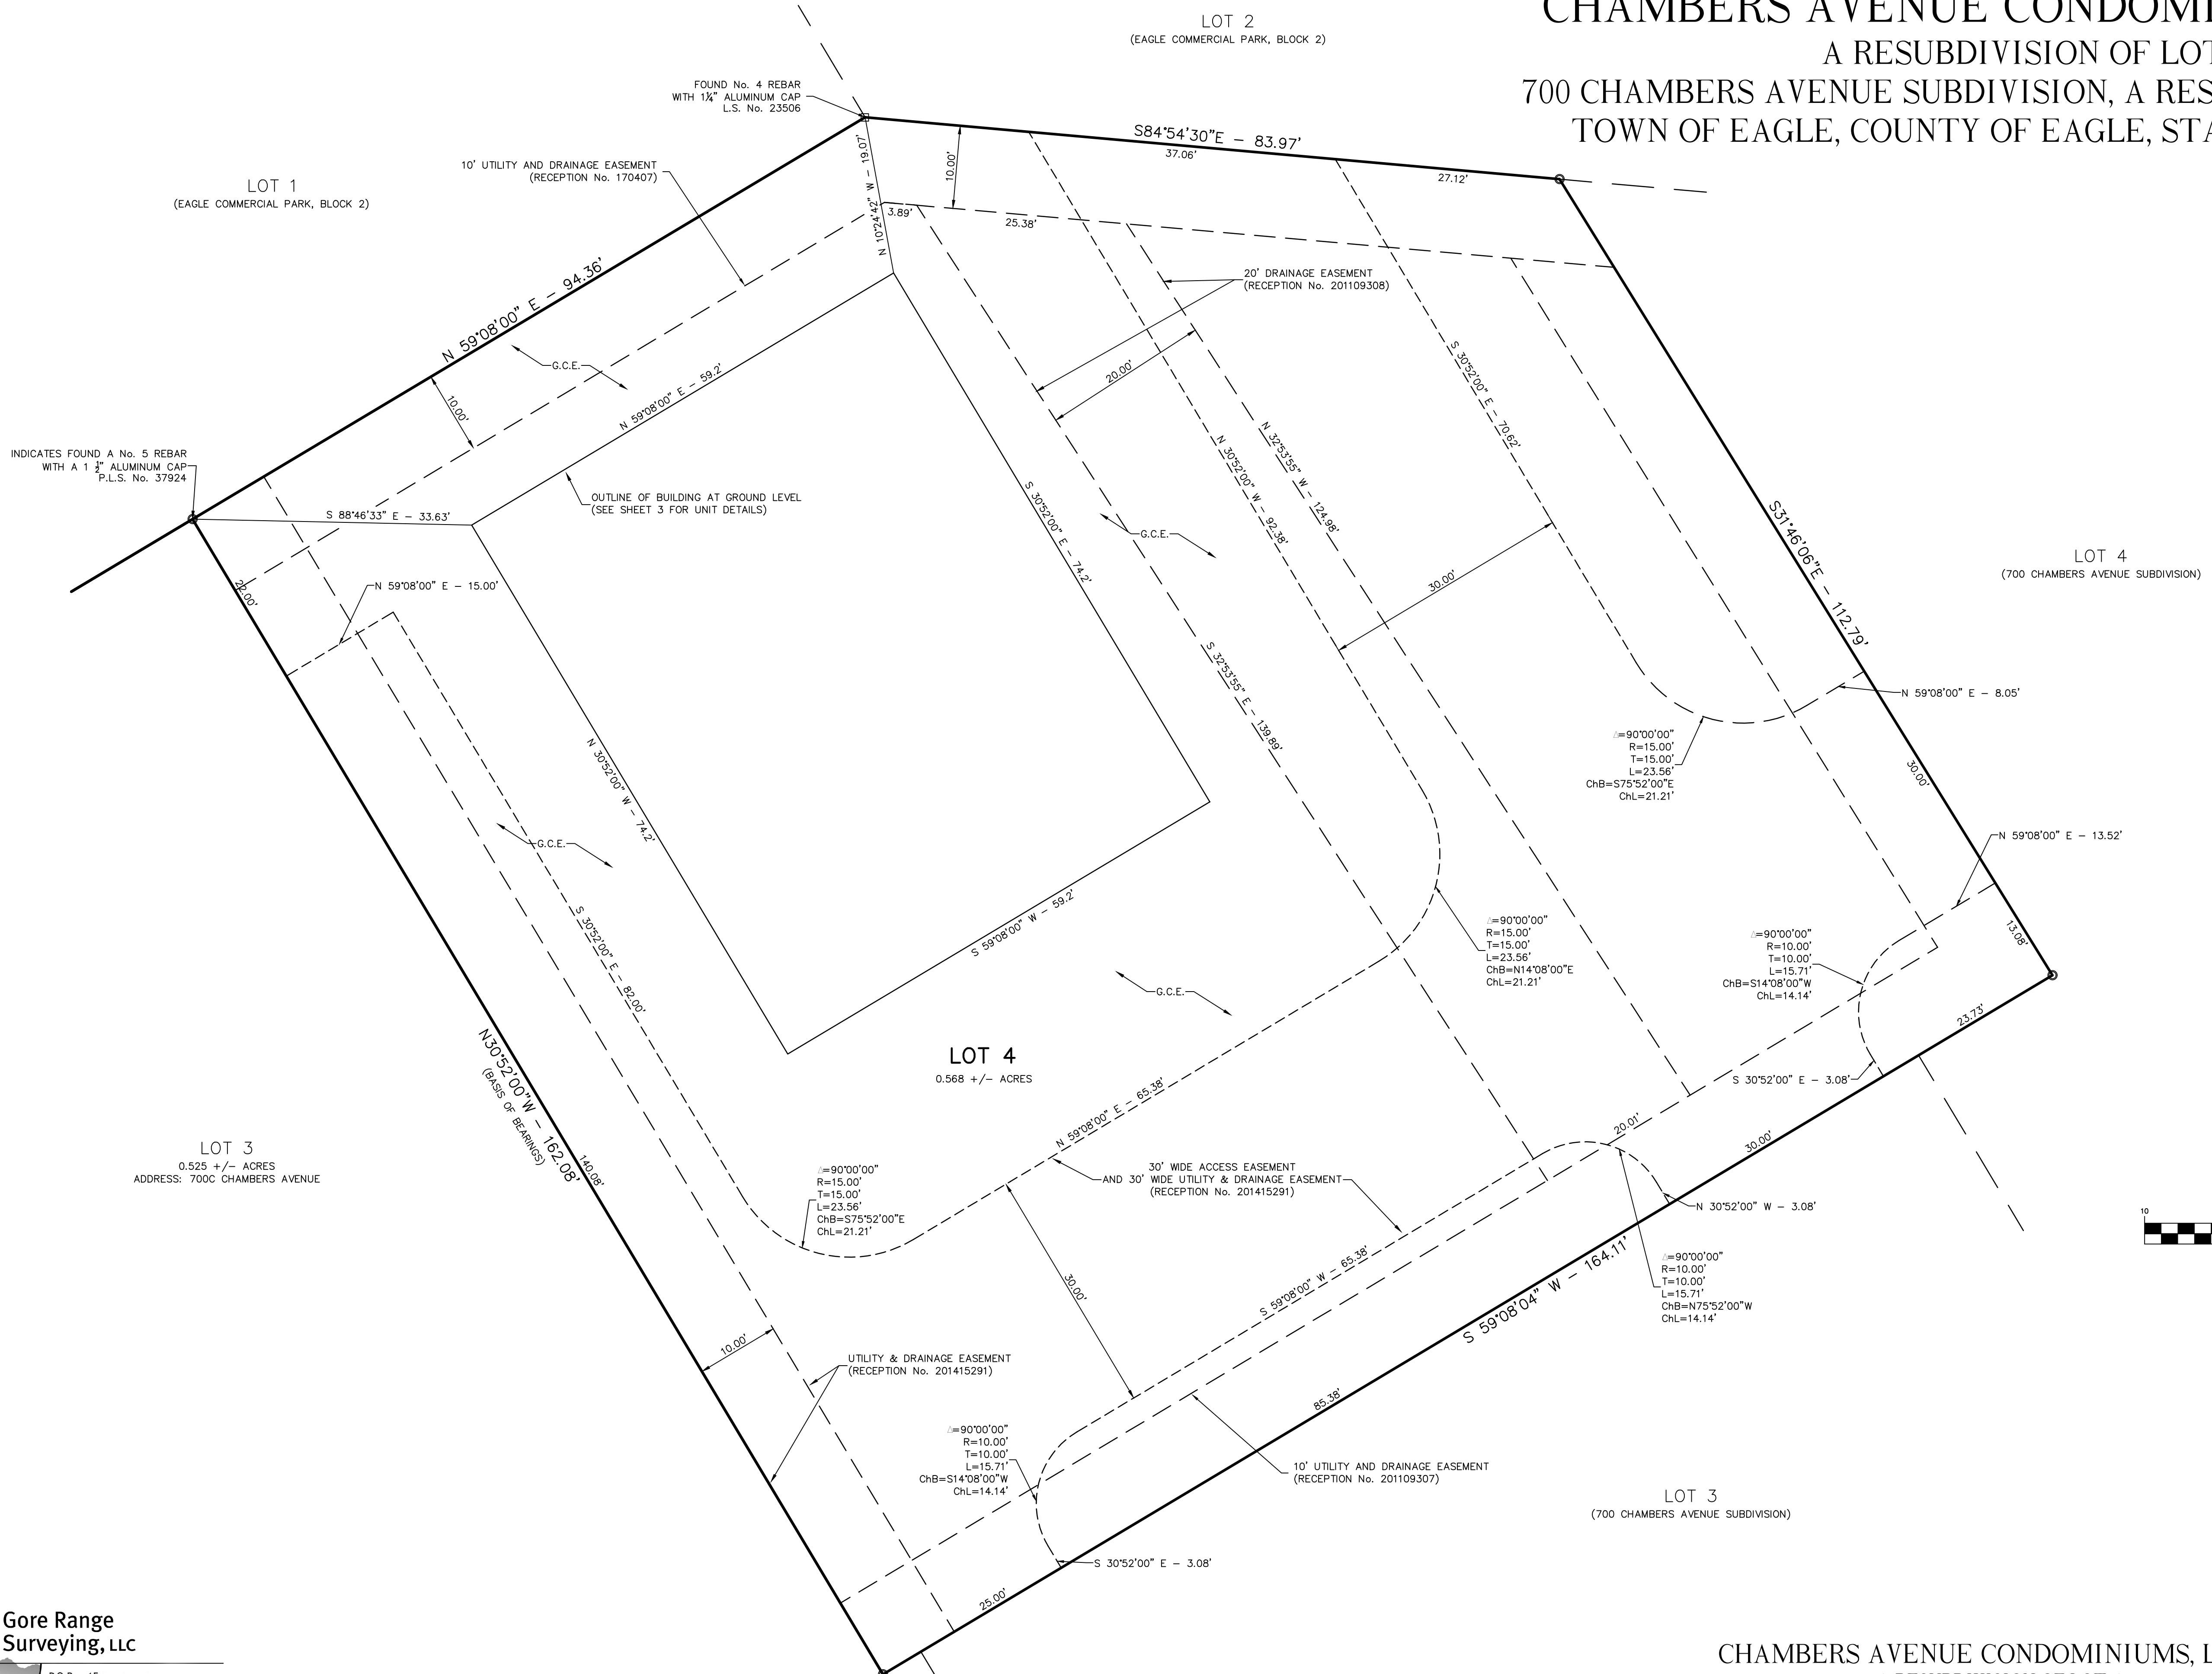 CHAMBERS AVENUE
A RESUBDIVISION OF
700 CHAMBERS AVENUE SUBDIVISION, A
TOWN OF EAGLE, COUNTY OF EAGLE,
LOT 2
(EAGLE COMMERCIAL PARK, BLOCK 2)
FOUND No. 4 REBAR
WITH 1¼" ALUMINUM CAP
L.S. No. 23506
S84°54'30"E - 83.97'
37.06'
27.12'
10' UTILITY AND DRAINAGE EASEMENT
(RECEPTION No. 170407)
N 10°24'42" W - 19.07'
10.00'
LOT 1
(EAGLE COMMERCIAL PARK, BLOCK 2)
3.89'
25.38'
20' DRAINAGE EASEMENT
(RECEPTION No. 201109308)
N 59°08'00" E - 94.36'
G.C.E.
10.00'
N 59°08'00" E - 59.2'
20.00'
S 30°52'00" E - 70.62'
INDICATES FOUND A No. 5 REBAR
WITH A 1 ½" ALUMINUM CAP
P.L.S. No. 37924
S 88°46'33" E - 33.63'
OUTLINE OF BUILDING AT GROUND LEVEL
(SEE SHEET 3 FOR UNIT DETAILS)
S 30°52'00" E - 74.2'
G.C.E.
N 30°52'00" W - 92.38'
N 32°53'55" W - 124.98'
30.00'
S31°46'06"E - 112.79'
LOT 4
(700 CHAMBERS AVENUE SUBDIVISION)
22.00'
N 59°08'00" E - 15.00'
S 32°53'55" E - 139.89'
N 59°08'00" E - 8.05'
△=90°00'00"
R=15.00'
T=15.00'
L=23.56'
ChB=S75°52'00"E
ChL=21.21'
30.00'
N 30°52'00" W - 74.2'
G.C.E.
N 59°08'00" E - 13.52'
S 59°08'00" W - 59.2'
S 30°52'00" E - 82.00'
△=90°00'00"
R=15.00'
T=15.00'
L=23.56'
ChB=N14°08'00"E
ChL=21.21'
△=90°00'00"
R=10.00'
T=10.00'
L=15.71'
ChB=S14°08'00"W
ChL=14.14'
13.08'
23.73'
G.C.E.
LOT 4
0.568 +/- ACRES
S 30°52'00" E - 3.08'
N30°52'00"W - 162.08'
(BASIS OF BEARINGS)
140.08'
LOT 3
0.525 +/- ACRES
ADDRESS: 700C CHAMBERS AVENUE
N 59°08'00" E - 65.38'
20.01'
30.00'
△=90°00'00"
R=15.00'
T=15.00'
L=23.56'
ChB=S75°52'00"E
ChL=21.21'
30' WIDE ACCESS EASEMENT
AND 30' WIDE UTILITY & DRAINAGE EASEMENT
(RECEPTION No. 201415291)
N 30°52'00" W - 3.08'
10
30.00'
S 59°08'00" W - 65.38'
S 59°08'04" W - 164.11'
△=90°00'00"
R=10.00'
T=10.00'
L=15.71'
ChB=N75°52'00"W
ChL=14.14'
10.00'
UTILITY & DRAINAGE EASEMENT
(RECEPTION No. 201415291)
85.38'
△=90°00'00"
R=10.00'
T=10.00'
L=15.71'
ChB=S14°08'00"W
ChL=14.14'
10' UTILITY AND DRAINAGE EASEMENT
(RECEPTION No. 201109307)
LOT 3
(700 CHAMBERS AVENUE SUBDIVISION)
S 30°52'00" E - 3.08'
25.00'
Gore Range
Surveying, LLC
CHAMBERS AVENUE CONDOMINIUMS,